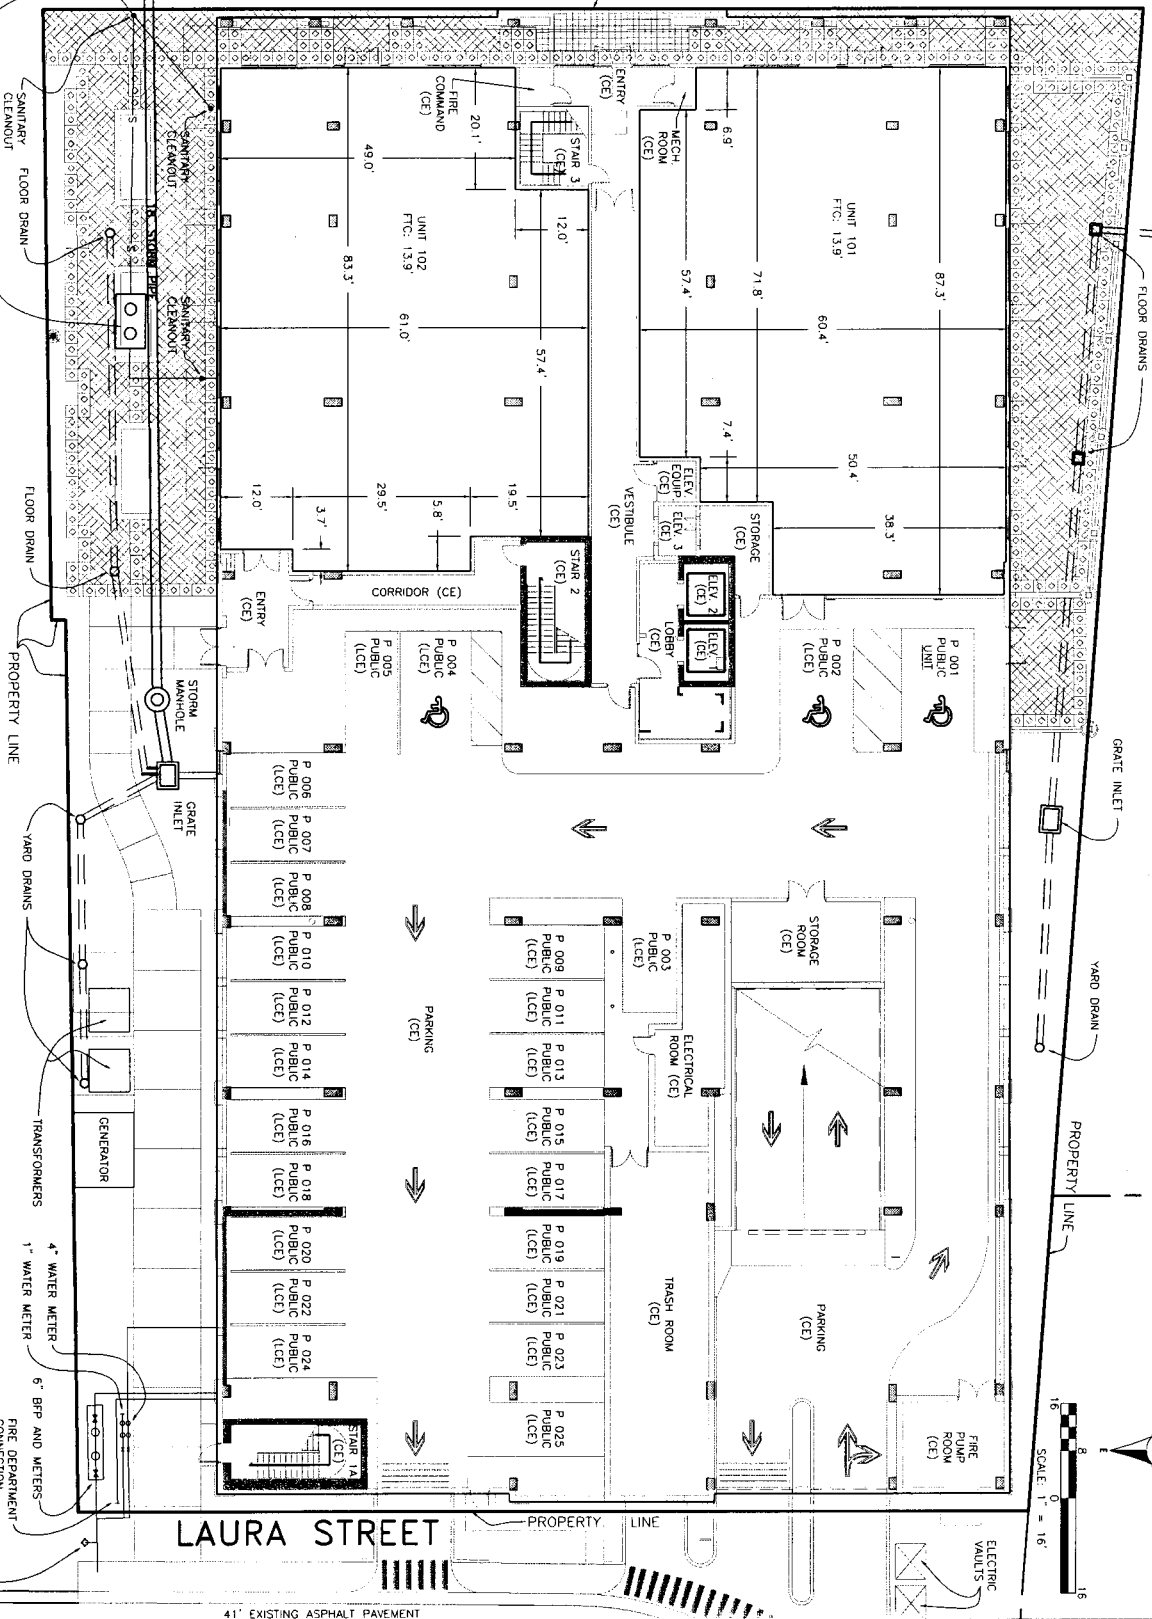 SANITARY
CLEANOUT
FLOOR DRAIN
SANITARY
CLEANOUT
18" STORM PIPE
S
S
SANITARY
CLEANOUT
FLOOR DRAIN
PROPERTY LINE
STORM
MANHOLE
GRATE
INLET
YARD DRAINS
TRANSFORMERS
GENERATOR
4" WATER METER
1" WATER METER
6" BFP AND METERS
FIRE DEPARTMENT
FIRE
COMMAND
(CE)
20.1'
49.0'
STAIR 3
(CE)
ENTRY
(CE)
MECH.
ROOM
(CE)
6.9'
UNIT 102
FTC: 13.9'
83.3'
12.0'
61.0'
57.4'
UNIT 101
FTC: 13.9'
87.3'
71.8'
57.4'
60.4'
7.4'
50.4'
38.3'
12.0'
3.7'
29.5'
5.8'
19.5'
ELEV.
EQUIP
(CE)
ELEV. 3
(CE)
STORAGE
(CE)
VESTIBULE
(CE)
STAIR 2
(CE)
ELEV. 2
(CE)
ELEV. 1
(CE)
LOBBY
(CE)
CORRIDOR (CE)
ENTRY
(CE)
P 005
PUBLIC
(LCE)
P 004
PUBLIC
(LCE)
P 002
PUBLIC
(LCE)
P 001
PUBLIC
UNIT
FLOOR DRAINS
GRATE INLET
YARD DRAIN
PROPERTY LINE
P 006
PUBLIC
(LCE)
P 007
PUBLIC
(LCE)
P 008
PUBLIC
(LCE)
P 010
PUBLIC
(LCE)
P 012
PUBLIC
(LCE)
P 014
PUBLIC
(LCE)
P 016
PUBLIC
(LCE)
P 018
PUBLIC
(LCE)
P 020
PUBLIC
(LCE)
P 022
PUBLIC
(LCE)
P 024
PUBLIC
(LCE)
PARKING
(CE)
P 009
PUBLIC
(LCE)
P 011
PUBLIC
(LCE)
P 013
PUBLIC
(LCE)
P 015
PUBLIC
(LCE)
P 017
PUBLIC
(LCE)
P 019
PUBLIC
(LCE)
P 021
PUBLIC
(LCE)
P 023
PUBLIC
(LCE)
P 025
PUBLIC
(LCE)
P 003
PUBLIC
(LCE)
ELECTRICAL
ROOM (CE)
STORAGE
ROOM
(CE)
TRASH ROOM
(CE)
PARKING
(CE)
FIRE
PUMP
ROOM
(CE)
STAIR 1A
(CE)
E
16 8 0 16
SCALE: 1" = 16'
ELECTRIC
VAULTS
LAURA STREET
PROPERTY LINE
41' EXISTING ASPHALT PAVEMENT